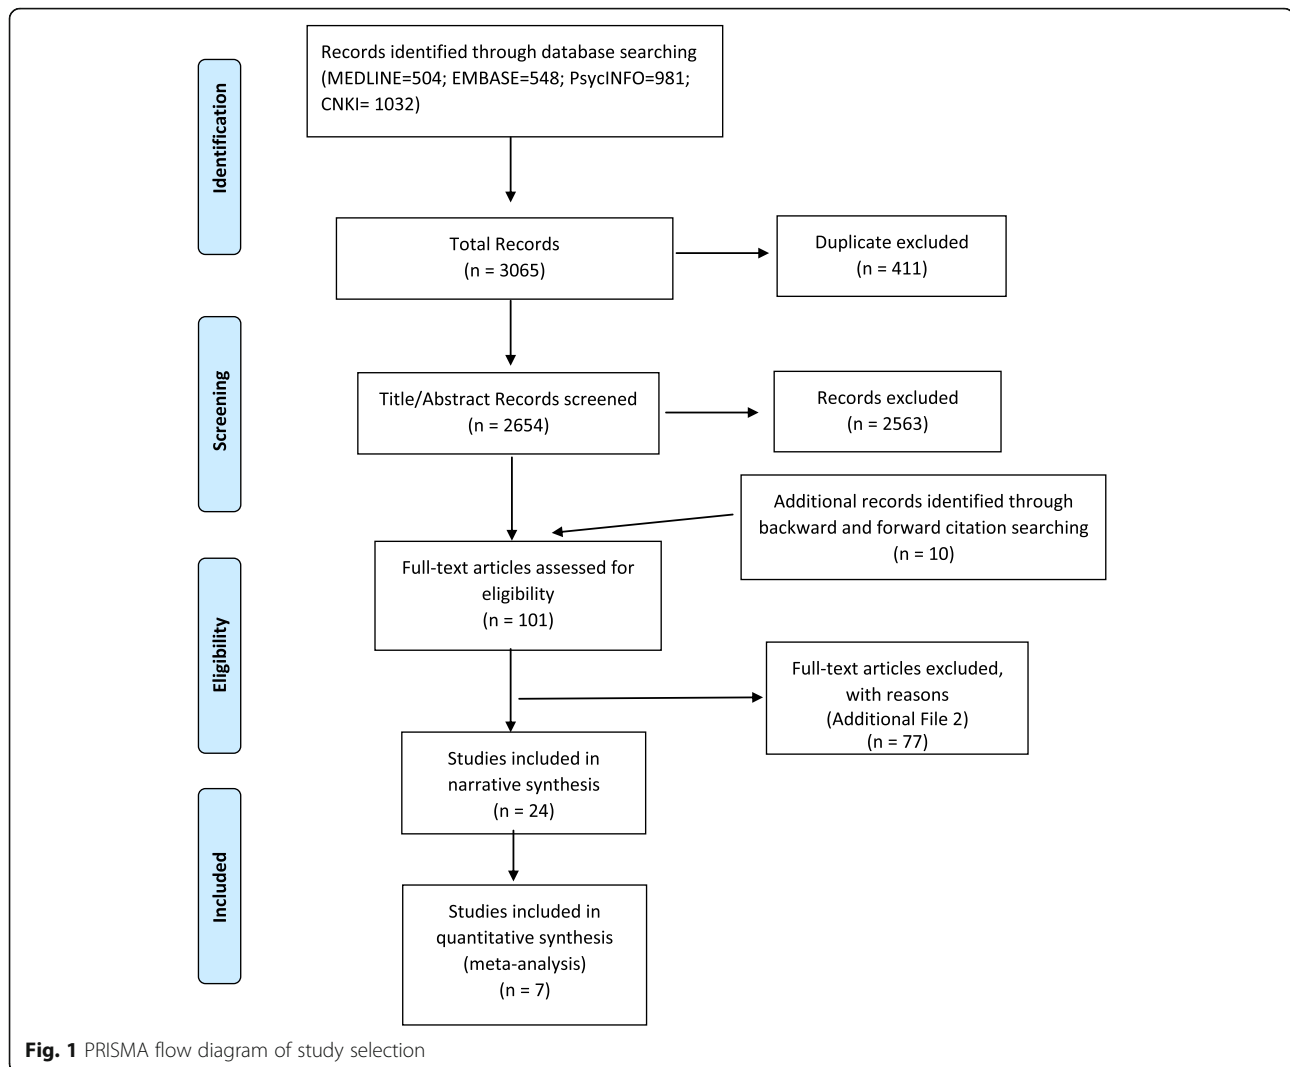 Identification
Records identified through database searching
(MEDLINE=504; EMBASE=548; PsycINFO=981;
CNKI= 1032)
Total Records
(n = 3065)
Duplicate excluded
(n = 411)
Screening
Title/Abstract Records screened
(n = 2654)
Records excluded
(n = 2563)
Additional records identified through
backward and forward citation searching
(n = 10)
Eligibility
Full-text articles assessed for
eligibility
(n = 101)
Full-text articles excluded,
with reasons
(Additional File 2)
(n = 77)
Studies included in
narrative synthesis
(n = 24)
Included
Studies included in
quantitative synthesis
(meta-analysis)
(n = 7)
Fig. 1 PRISMA flow diagram of study selection